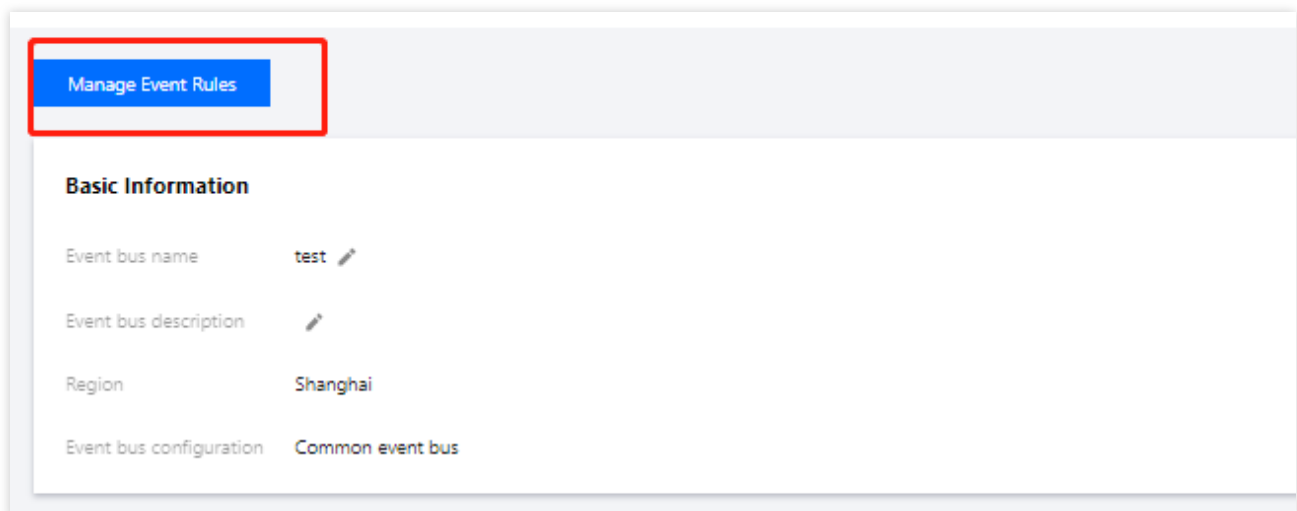 Manage Event Rules
Basic Information
Event bus name test
Event bus description
Region Shanghai
Event bus configuration Common event bus